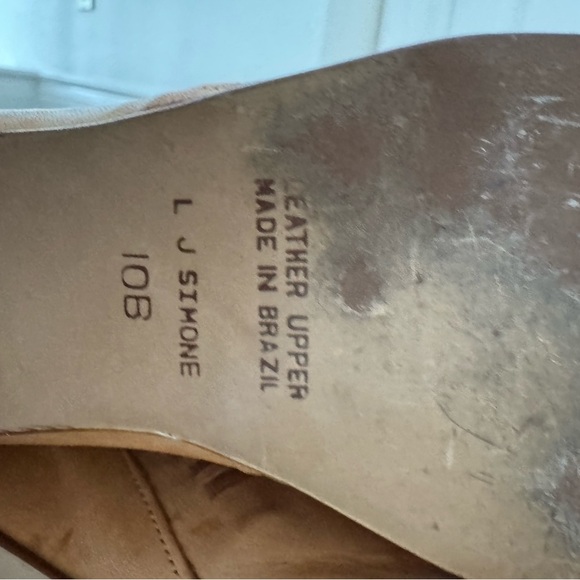 LEATHER UPPER
MADE IN BRAZIL
L J SIMONE
10B